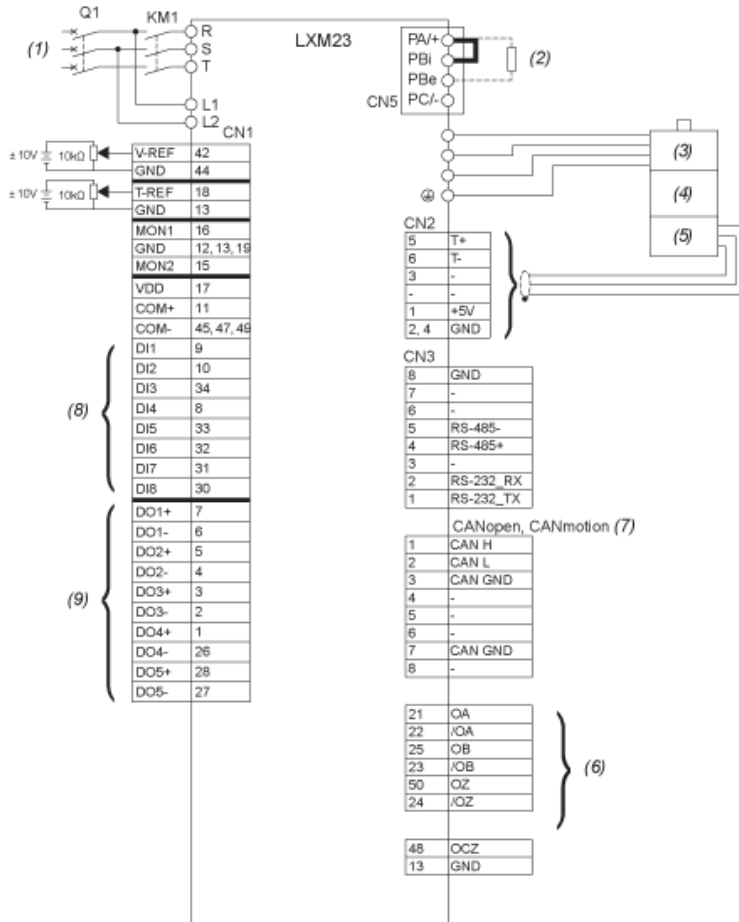 Q1
KM1
(1)
R
S
T
L1
L2
LXM23
PA/+
PBi
PBe
PC/-
CN5
(2)
(3)
(4)
(5)
CN1
± 10V 10kΩ
V-REF 42
GND 44
± 10V 10kΩ
T-REF 18
GND 13
MON1 16
GND 12, 13, 19
MON2 15
VDD 17
COM+ 11
COM- 45, 47, 49
(8)
DI1 9
DI2 10
DI3 34
DI4 8
DI5 33
DI6 32
DI7 31
DI8 30
(9)
DO1+ 7
DO1- 6
DO2+ 5
DO2- 4
DO3+ 3
DO3- 2
DO4+ 1
DO4- 26
DO5+ 28
DO5- 27
CN2
5 T+
6 T-
3 -
- -
1 +5V
2, 4 GND
CN3
8 GND
7 -
6 -
5 RS-485-
4 RS-485+
3 -
2 RS-232_RX
1 RS-232_TX
CANopen, CANmotion (7)
1 CAN H
2 CAN L
3 CAN GND
4 -
5 -
6 -
7 CAN GND
8 -
21 OA
22 /OA
25 OB
23 /OB
50 OZ
24 /OZ
(6)
48 OCZ
13 GND